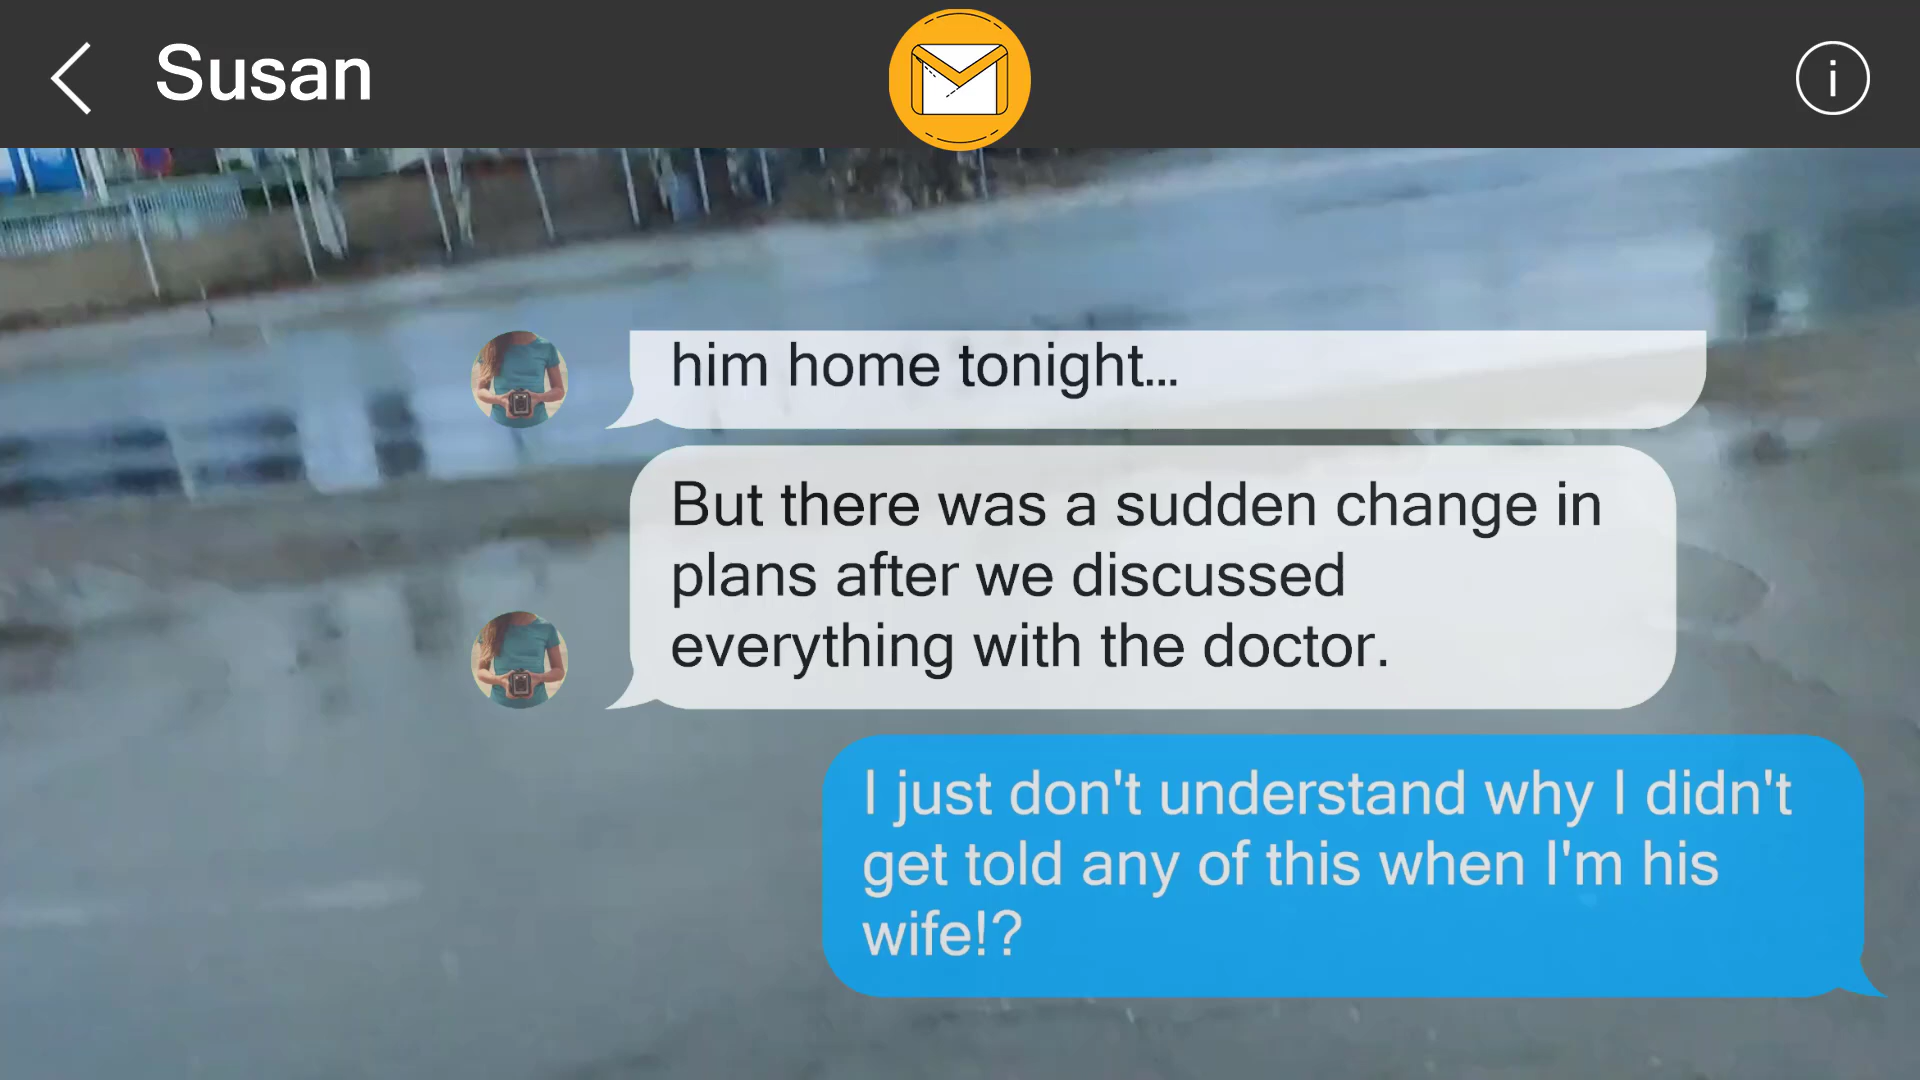 Susan
i
him home tonight...
But there was a sudden change in
plans after we discussed
everything with the doctor.
I just don't understand why I didn't
get told any of this when I'm his
wife!?